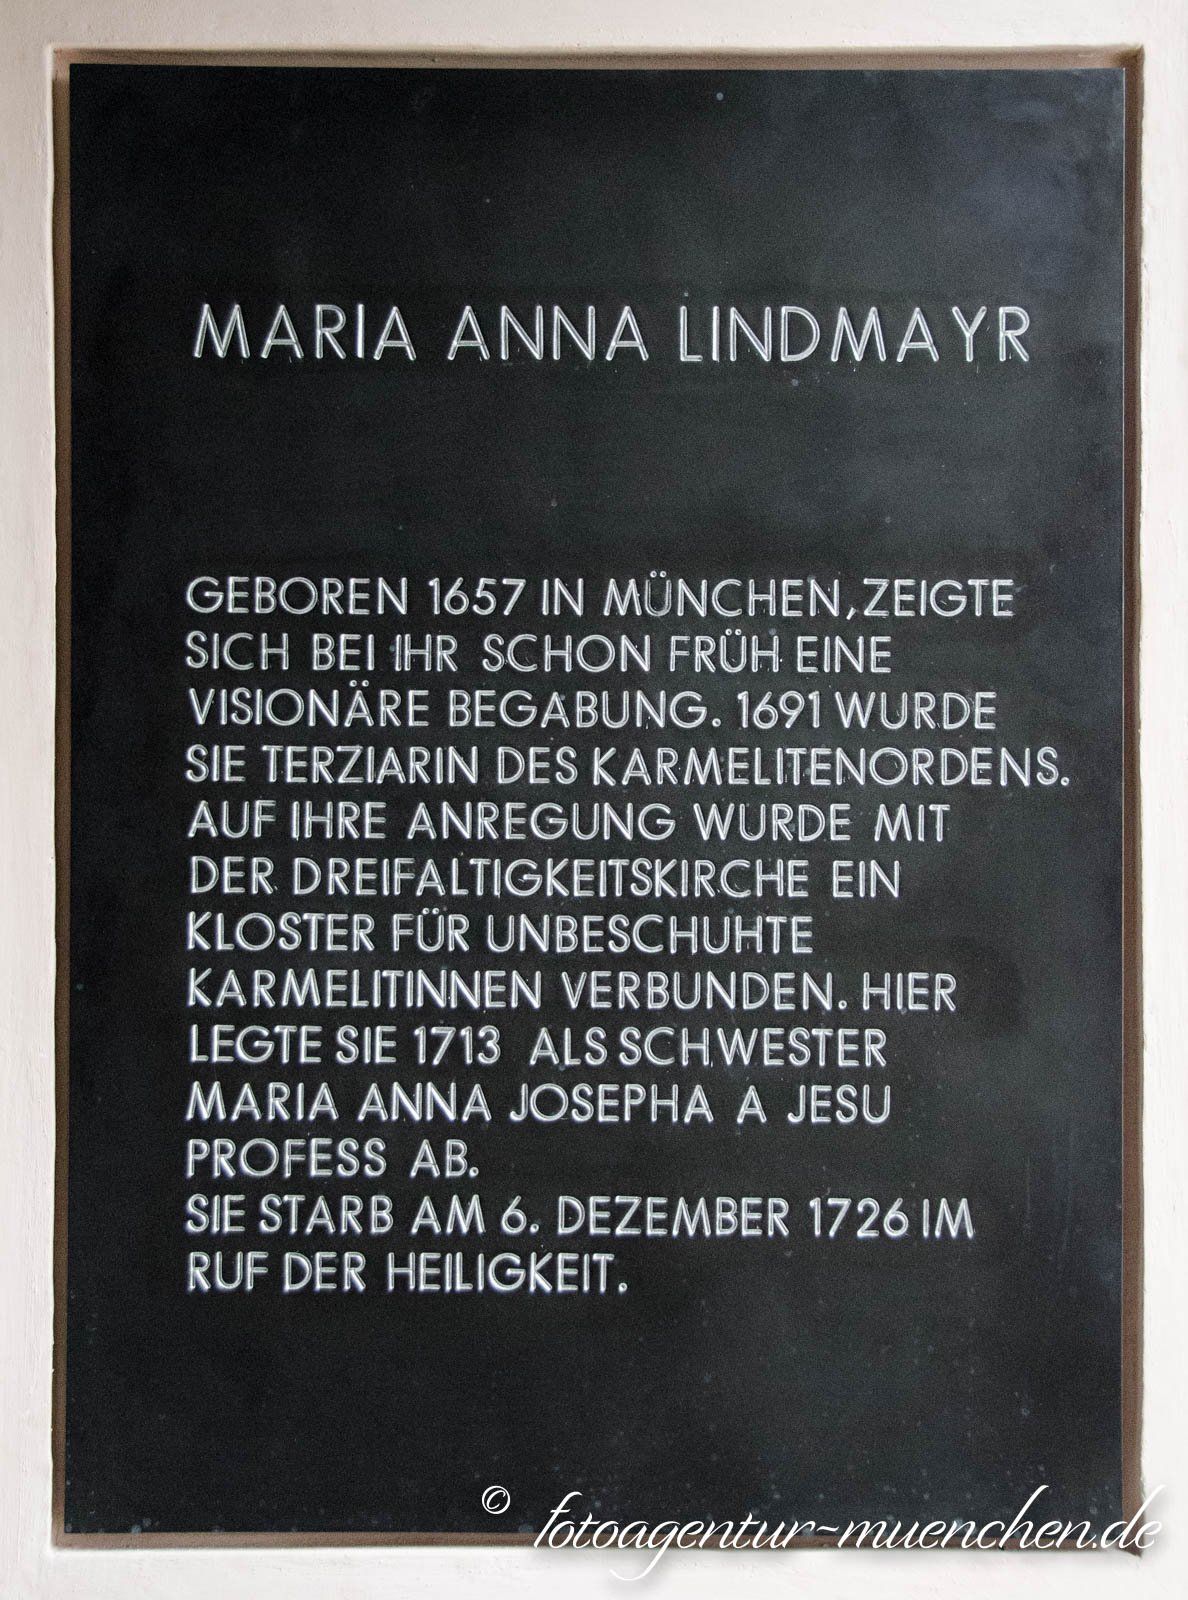 MARIA ANNA LINDMAYR
GEBOREN 1657 IN MÜNCHEN, ZEIGTE
SICH BEI IHR SCHON FRÜH EINE
VISIONÄRE BEGABUNG. 1691 WURDE
SIE TERZIARIN DES KARMELITENORDENS.
AUF IHRE ANREGUNG WURDE MIT
DER DREIFALTIGKEITSKIRCHE EIN
KLOSTER FÜR UNBESCHUHTE
KARMELITINNEN VERBUNDEN. HIER
LEGTE SIE 1713 ALS SCHWESTER
MARIA ANNA JOSEPHA A JESU
PROFESS AB.
SIE STARB AM 6. DEZEMBER 1726 IM
RUF DER HEILIGKEIT.
© fotoagentur-muenchen.de